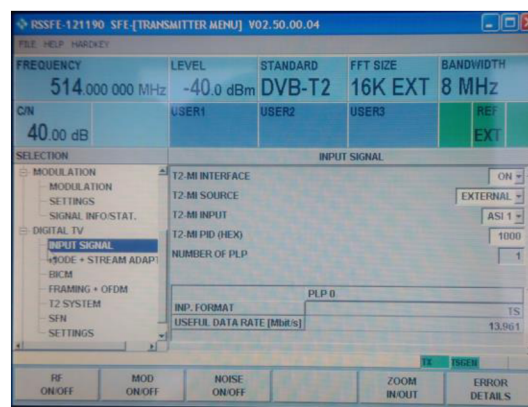 RSSFE-121190 SFE-[TRANSMITTER MENU] V02.50.00.04
FILE HELP HARDKEY
FREQUENCY LEVEL STANDARD FFT SIZE BANDWIDTH
514.000 000 MHz -40.0 dBm DVB-T2 16K EXT 8 MHz
C/N USER1 USER2 USER3 REF
40.00 dB EXT
SELECTION INPUT SIGNAL
MODULATION
MODULATION
SETTINGS
SIGNAL INFO/STAT.
DIGITAL TV
INPUT SIGNAL
MODE + STREAM ADAPT
BICM
FRAMING + OFDM
T2 SYSTEM
SFN
SETTINGS
T2-MI INTERFACE ON
T2-MI SOURCE EXTERNAL
T2-MI INPUT ASI 1
T2-MI PID (HEX) 1000
NUMBER OF PLP 1
PLP 0
INP. FORMAT TS
USEFUL DATA RATE [Mbit/s] 13.961
TX TSGEN
RF MOD NOISE ZOOM ERROR
ON/OFF ON/OFF ON/OFF IN/OUT DETAILS